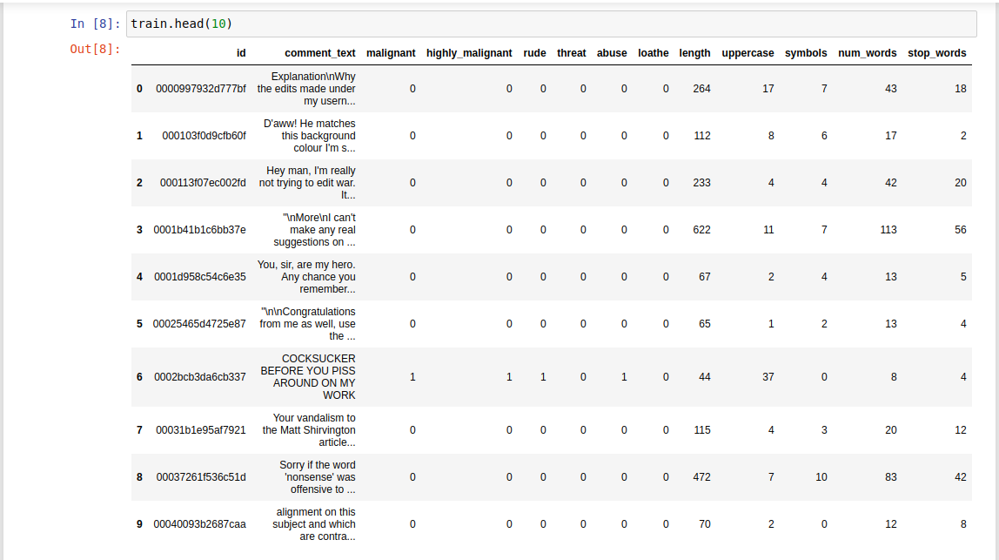 In [8]: train.head(10)
Out[8]:
id comment_text malignant highly_malignant rude threat abuse loathe length uppercase symbols num_words stop_words
Explanation\nWhy
0 0000997932d777bf the edits made under 0 0 0 0 0 0 264 17 7 43 18
my usern...
D'aww! He matches
1 000103f0d9cfb60f this background 0 0 0 0 0 0 112 8 6 17 2
colour I'm s...
Hey man, I'm really
2 000113f07ec002fd not trying to edit war. 0 0 0 0 0 0 233 4 4 42 20
It...
"\nMore\nI can't
3 0001b41b1c6bb37e make any real 0 0 0 0 0 0 622 11 7 113 56
suggestions on ...
You, sir, are my hero.
4 0001d958c54c6e35 Any chance you 0 0 0 0 0 0 67 2 4 13 5
remember...
"\n\nCongratulations
5 00025465d4725e87 from me as well, use 0 0 0 0 0 0 65 1 2 13 4
the ...
COCKSUCKER
BEFORE YOU PISS
6 0002bcb3da6cb337 1 1 1 0 1 0 44 37 0 8 4
AROUND ON MY
WORK
Your vandalism to
7 00031b1e95af7921 the Matt Shirvington 0 0 0 0 0 0 115 4 3 20 12
article...
Sorry if the word
8 00037261f536c51d 'nonsense' was 0 0 0 0 0 0 472 7 10 83 42
offensive to ...
alignment on this
9 00040093b2687caa subject and which 0 0 0 0 0 0 70 2 0 12 8
are contra...